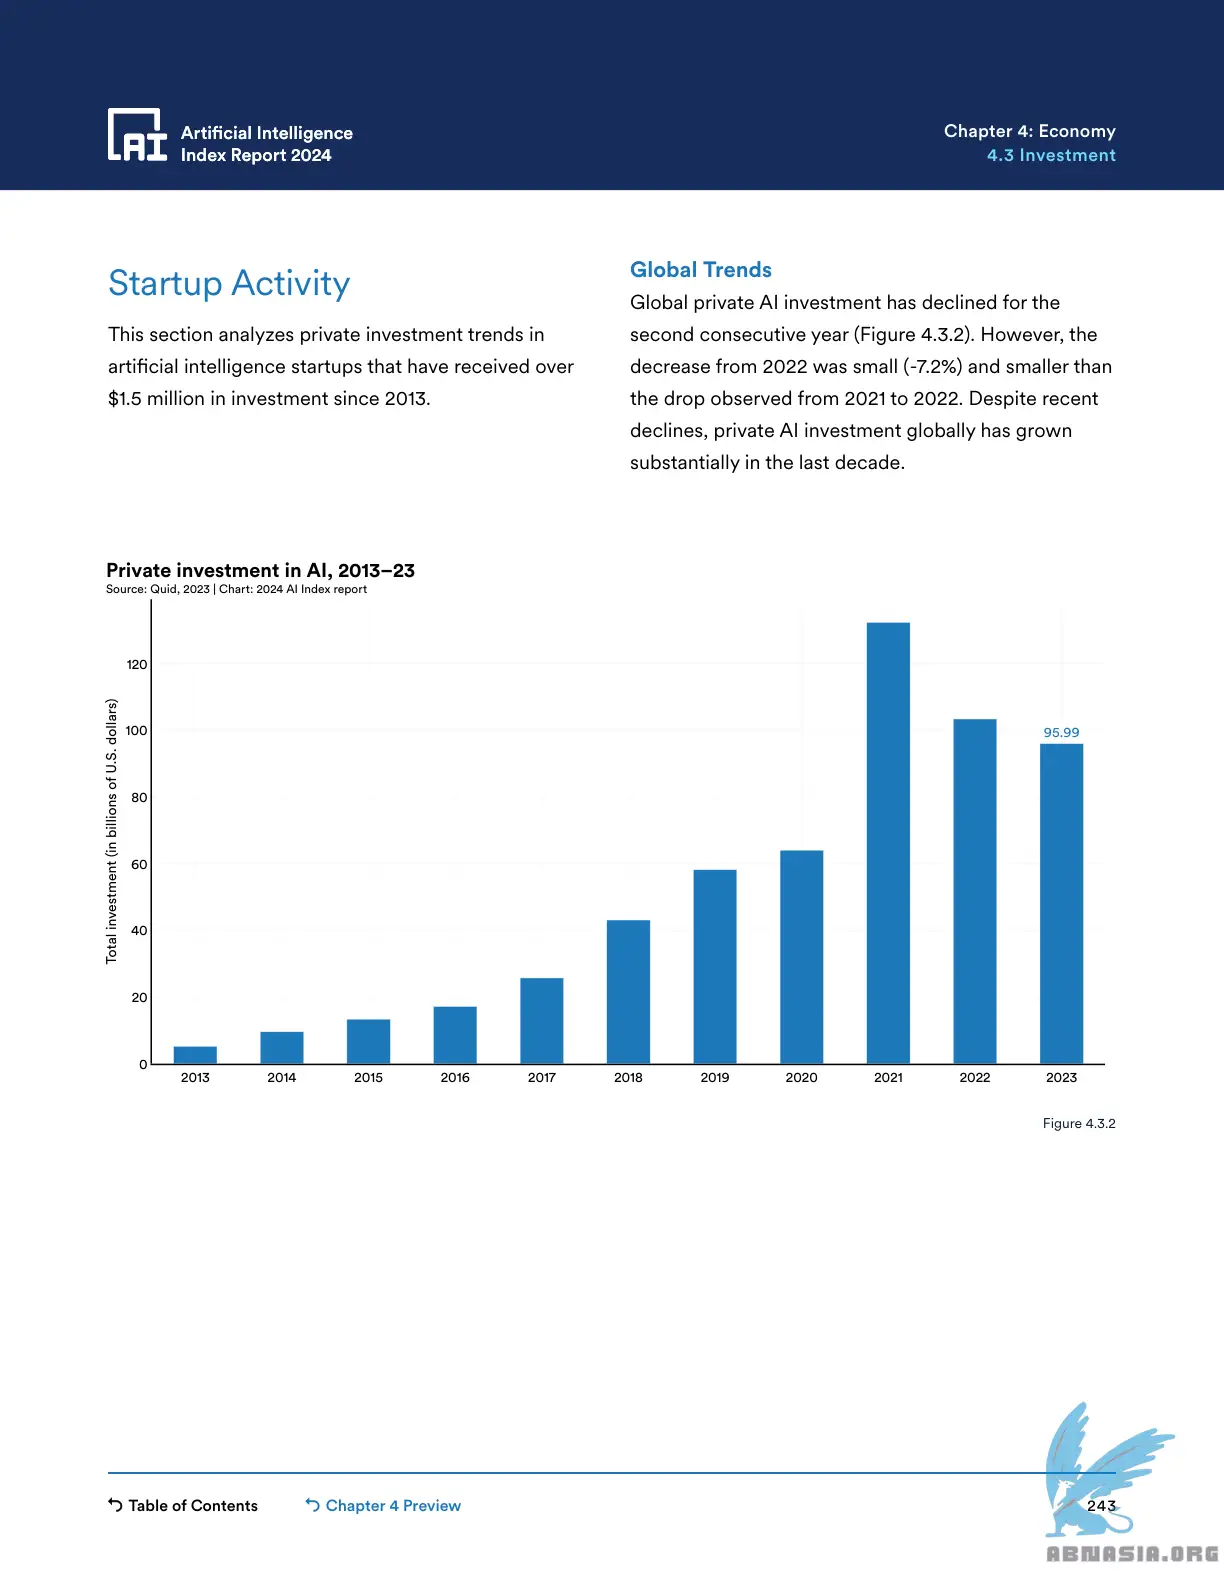 AI
Artificial Intelligence
Index Report 2024
Chapter 4: Economy
4.3 Investment
Startup Activity
This section analyzes private investment trends in
artificial intelligence startups that have received over
$1.5 million in investment since 2013.
Global Trends
Global private AI investment has declined for the
second consecutive year (Figure 4.3.2). However, the
decrease from 2022 was small (-7.2%) and smaller than
the drop observed from 2021 to 2022. Despite recent
declines, private AI investment globally has grown
substantially in the last decade.
Private investment in AI, 2013–23
Source: Quid, 2023 | Chart: 2024 AI Index report
Total investment (in billions of U.S. dollars)
120
100
80
60
40
20
0
95.99
2013 2014 2015 2016 2017 2018 2019 2020 2021 2022 2023
Figure 4.3.2
Table of Contents
Chapter 4 Preview
243
ABNASIA.ORG